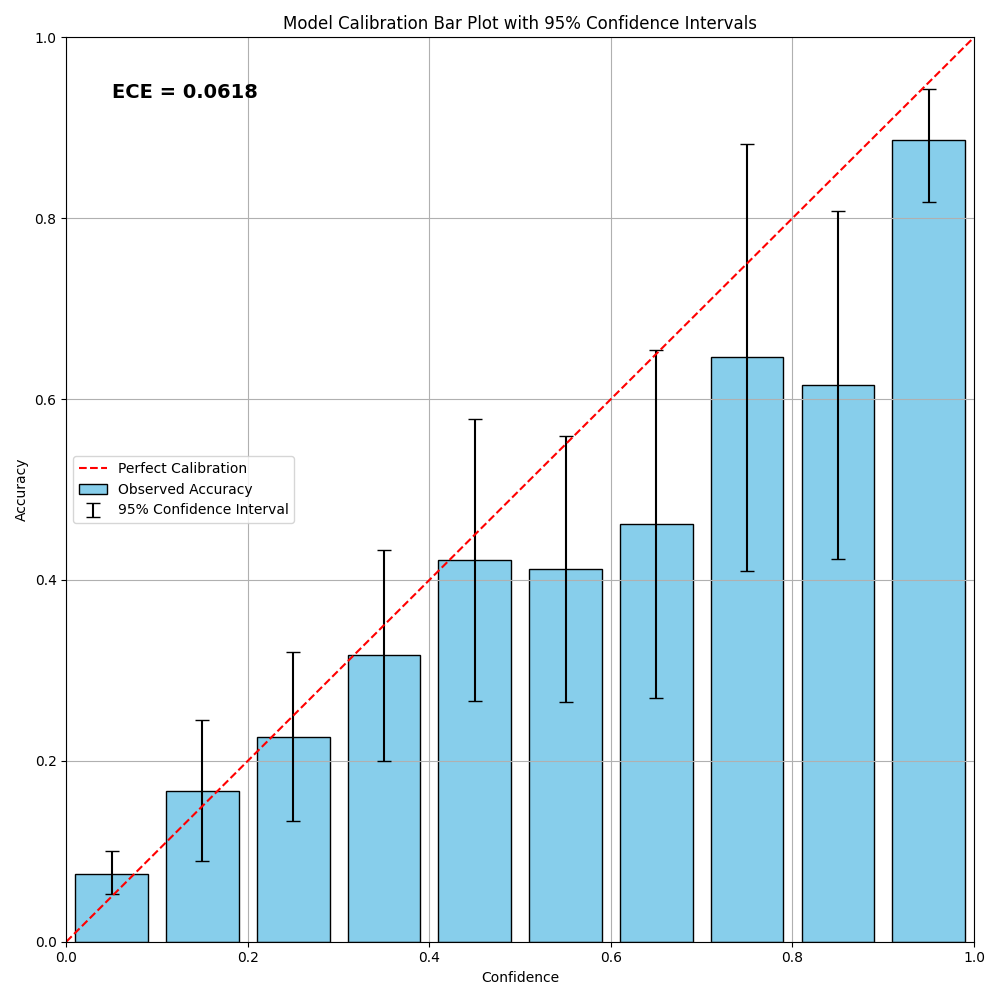 Model Calibration Bar Plot with 95% Confidence Intervals
ECE = 0.0618
Accuracy
1.0
0.8
0.6
0.4
0.2
0.0
Perfect Calibration
Observed Accuracy
95% Confidence Interval
0.0 0.2 0.4 0.6 0.8 1.0
Confidence